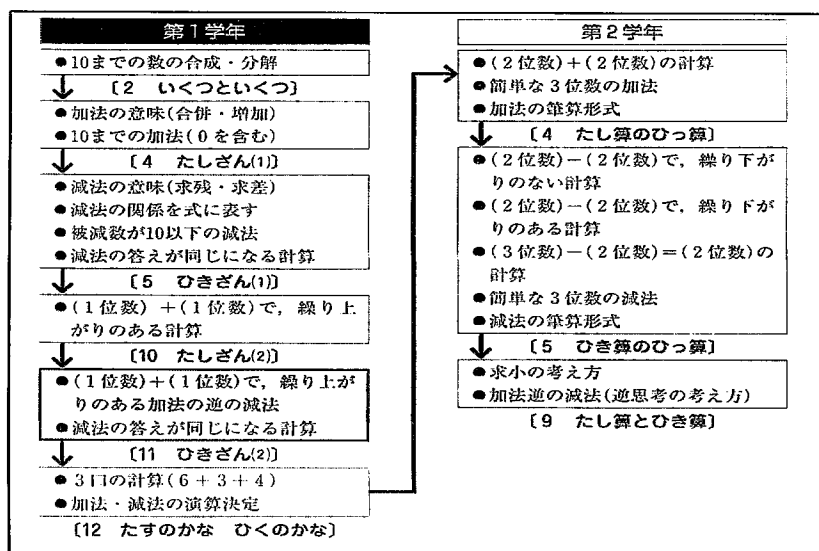 第1学年
●10までの数の合成・分解
〔2 いくつといくつ〕
●加法の意味(合併・増加)
●10までの加法(0を含む)
〔4 たしざん(1)〕
●減法の意味(求残・求差)
●減法の関係を式に表す
●被減数が10以下の減法
●減法の答えが同じになる計算
〔5 ひきざん(1)〕
●(1位数)+(1位数)で,繰り上
がりのある計算
〔10 たしざん(2)〕
●(1位数)+(1位数)で,繰り上が
りのある加法の逆の減法
●減法の答えが同じになる計算
〔11 ひきざん(2)〕
●3口の計算(6+3+4)
●加法・減法の演算決定
〔12 たすのかな ひくのかな〕
第2学年
●(2位数)+(2位数)の計算
●簡単な3位数の加法
●加法の筆算形式
〔4 たし算のひっ算〕
●(2位数)-(2位数)で,繰り下が
りのない計算
●(2位数)-(2位数)で,繰り下が
りのある計算
●(3位数)-(2位数)=(2位数)の
計算
●簡単な3位数の減法
●減法の筆算形式
〔5 ひき算のひっ算〕
●求小の考え方
●加法逆の減法(逆思考の考え方)
〔9 たし算とひき算〕